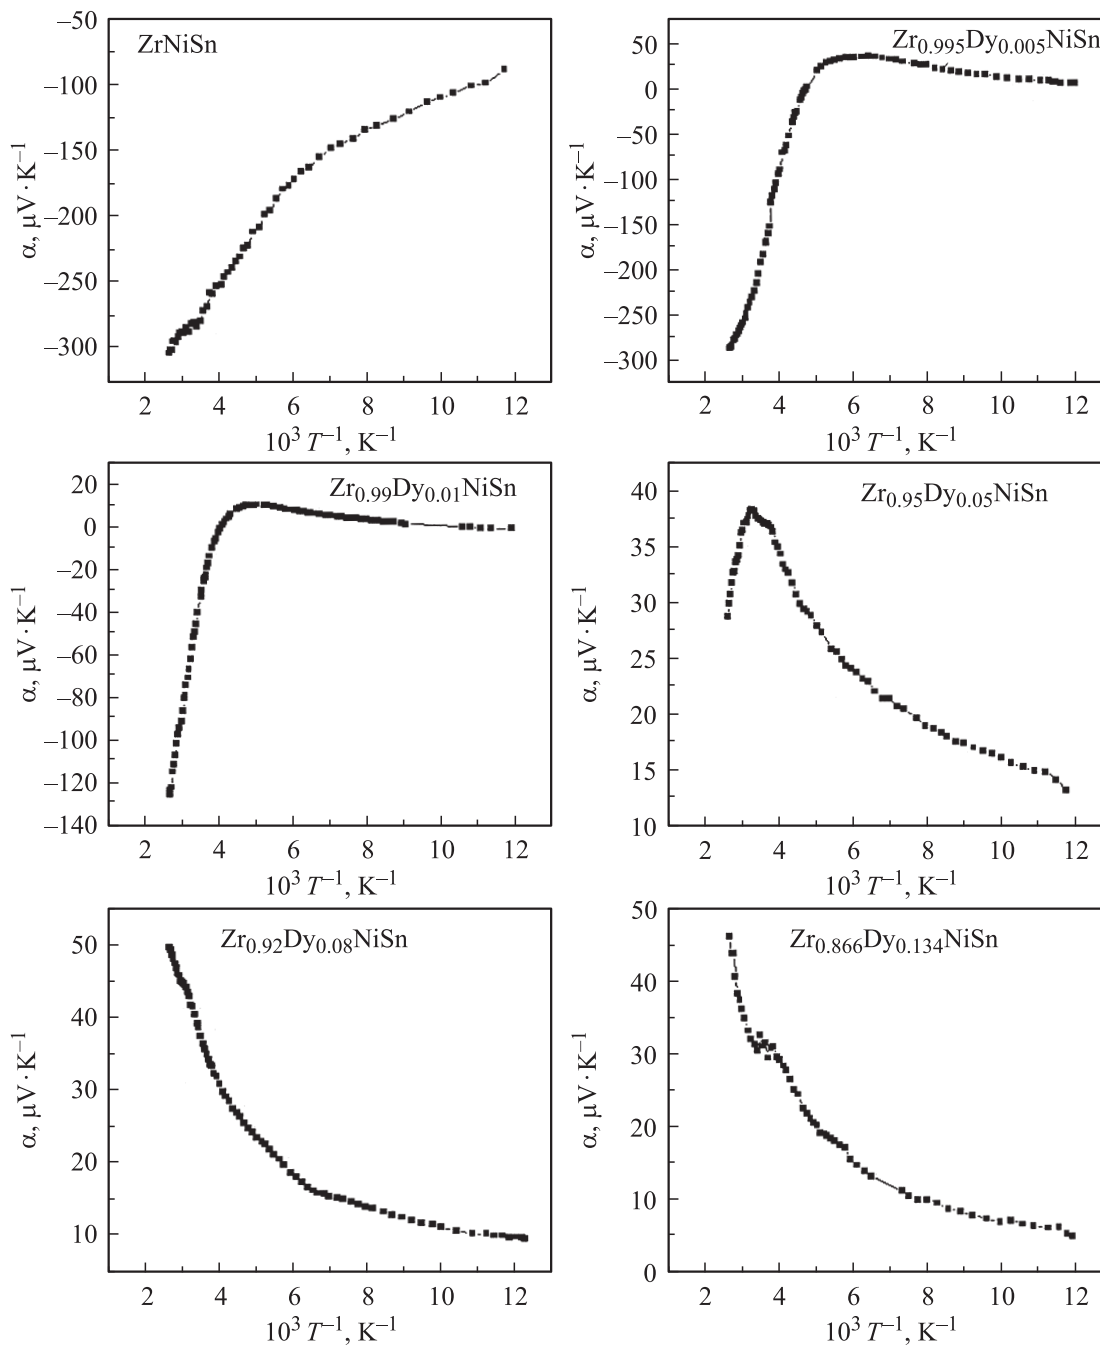 ZrNiSn
−50
−100
−150
−200
−250
−300
α, μV·K⁻¹
2 4 6 8 10 12
10³ T⁻¹, K⁻¹
Zr₀.₉₉₅Dy₀.₀₀₅NiSn
50
0
−50
−100
−150
−200
−250
−300
α, μV·K⁻¹
2 4 6 8 10 12
10³ T⁻¹, K⁻¹
Zr₀.₉₉Dy₀.₀₁NiSn
20
0
−20
−40
−60
−80
−100
−120
−140
α, μV·K⁻¹
2 4 6 8 10 12
10³ T⁻¹, K⁻¹
Zr₀.₉₅Dy₀.₀₅NiSn
40
35
30
25
20
15
10
α, μV·K⁻¹
2 4 6 8 10 12
10³ T⁻¹, K⁻¹
Zr₀.₉₂Dy₀.₀₈NiSn
50
40
30
20
10
α, μV·K⁻¹
2 4 6 8 10 12
10³ T⁻¹, K⁻¹
Zr₀.₈₆₆Dy₀.₁₃₄NiSn
50
40
30
20
10
0
α, μV·K⁻¹
2 4 6 8 10 12
10³ T⁻¹, K⁻¹